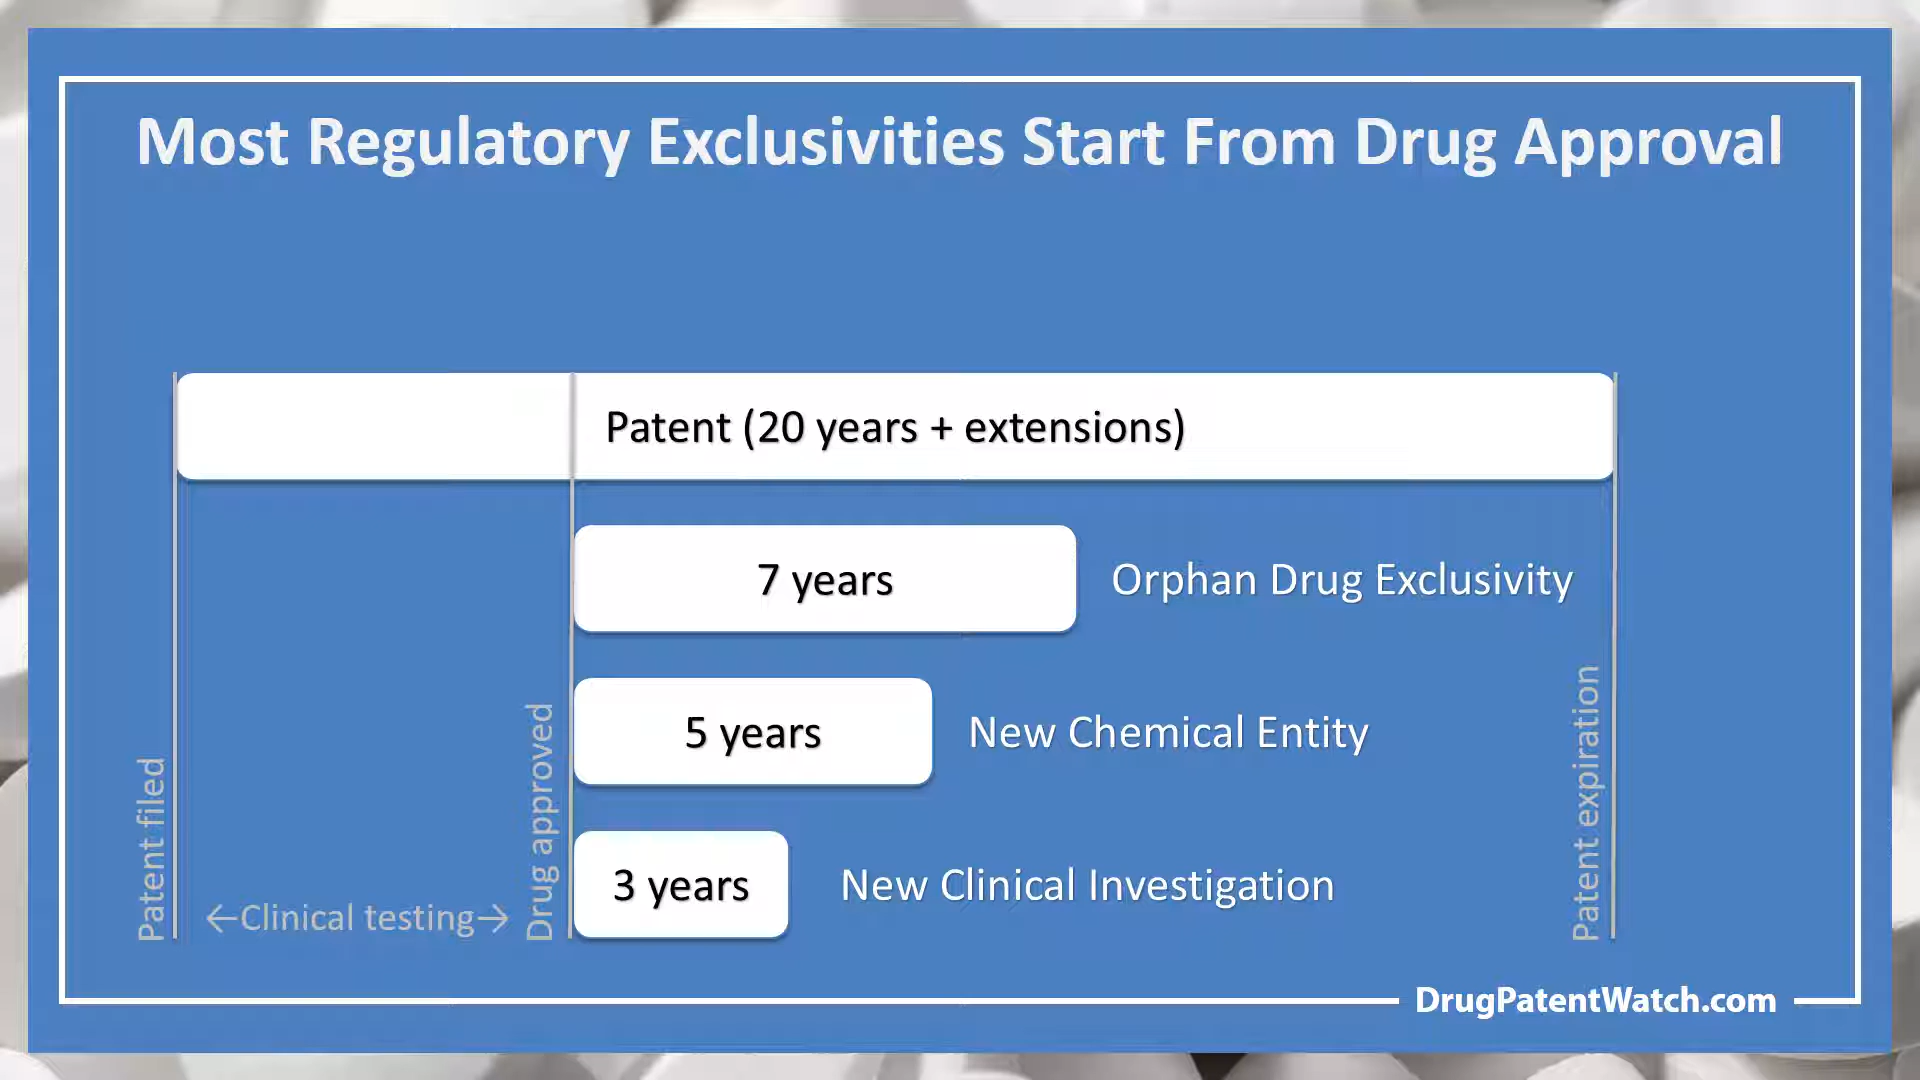 Most Regulatory Exclusivities Start From Drug Approval
Patent (20 years + extensions)
7 years
Orphan Drug Exclusivity
5 years
New Chemical Entity
3 years
New Clinical Investigation
Patent filed
←Clinical testing→
Drug approved
Patent expiration
DrugPatentWatch.com